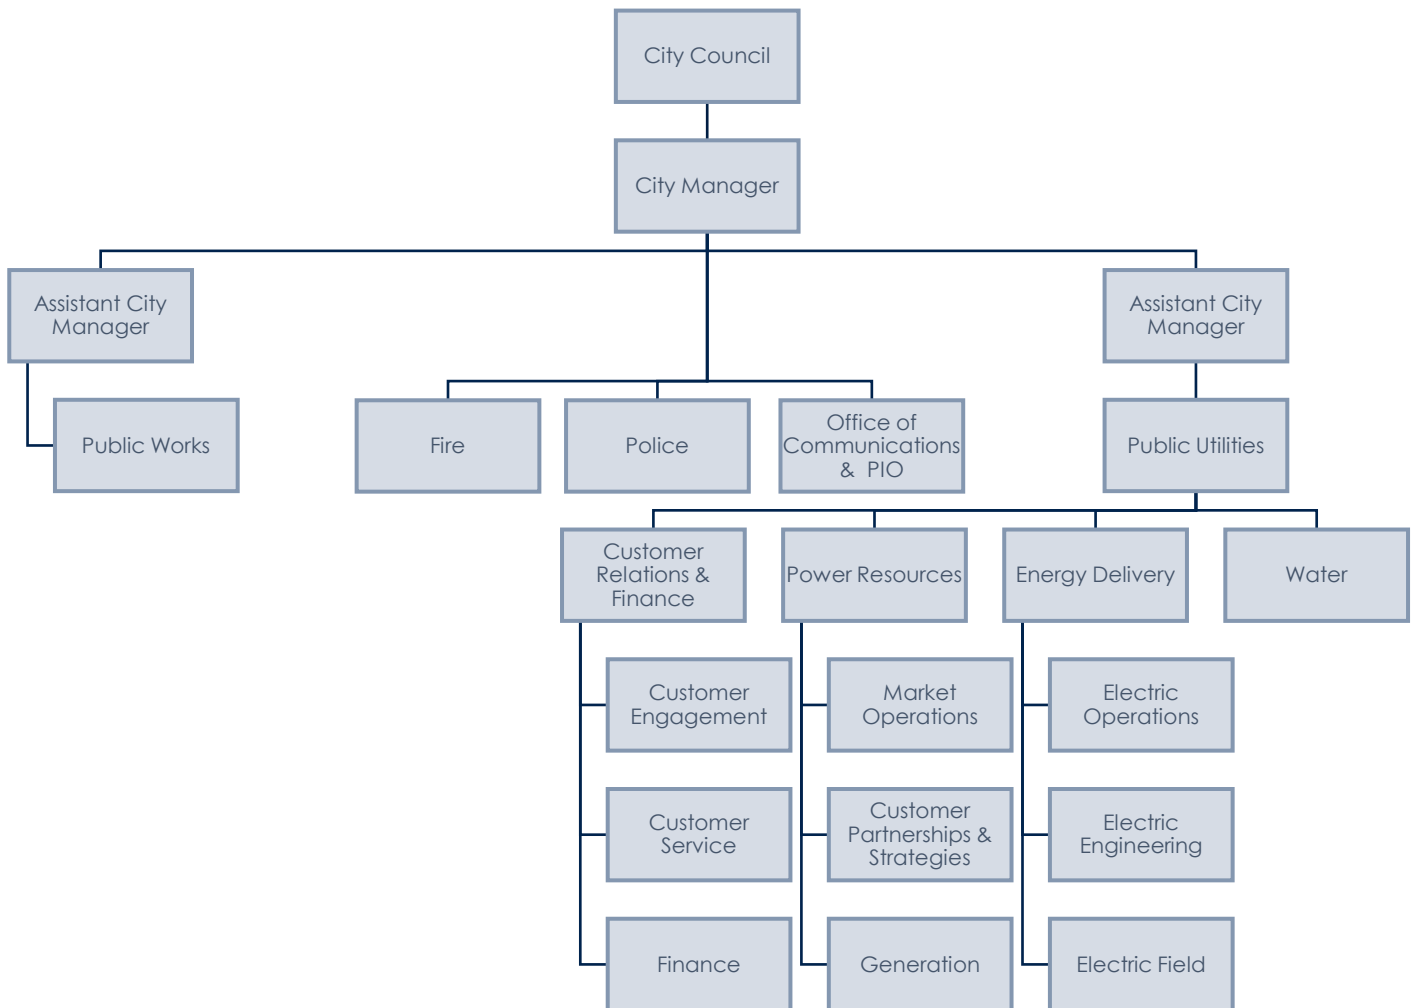 City Council
City Manager
Assistant City
Manager
Assistant City
Manager
Public Works
Fire
Police
Office of
Communications
& PIO
Public Utilities
Customer
Relations &
Finance
Power Resources
Energy Delivery
Water
Customer
Engagement
Market
Operations
Electric
Operations
Customer
Service
Customer
Partnerships &
Strategies
Electric
Engineering
Finance
Generation
Electric Field